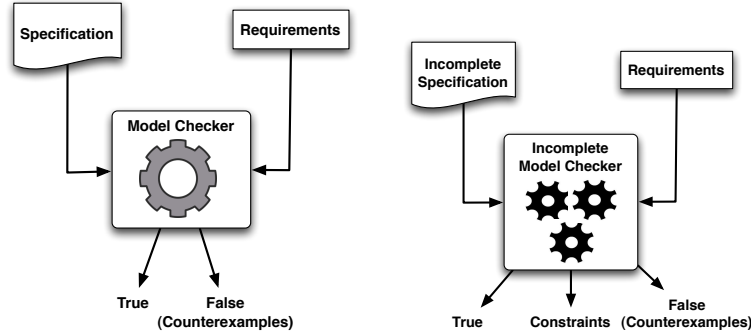 Specification
Requirements
Model Checker
True
False
(Counterexamples)
Incomplete
Specification
Requirements
Incomplete
Model Checker
True
Constraints
False
(Counterexamples)